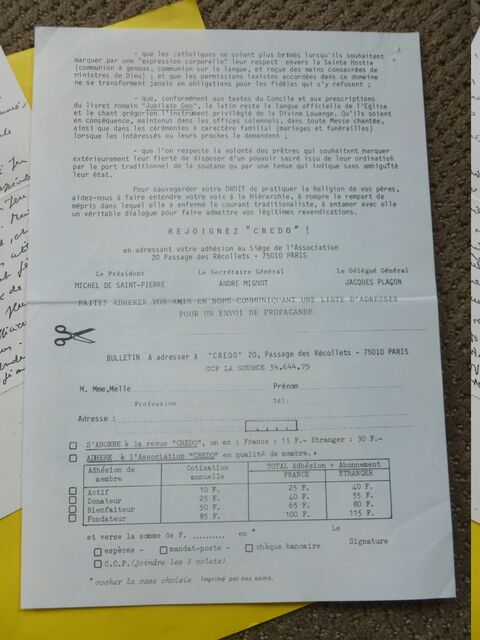 - que les catholiques ne soient plus brimés lorsqu'ils souhaitent
marquer par une "expression corporelle" leur respect envers la Sainte Hostie
(communion à genoux, communion sur la langue, et reçue des mains consacrées de
ministres de Dieu) ; et que les permissions laxistes accordées dans ce domaine
ne se transforment jamais en obligations pour les fidèles qui s'y refusent ;
- que, conformément aux textes du Concile et aux prescriptions
du livret romain "Jubilate Deo", le latin reste la langue officielle de l'Eglise
et le chant grégorien l'instrument privilégié de la Divine Louange. Qu'ils soient
en conséquence, maintenus dans les offices solennels, dans toute Messe chantée,
ainsi que dans les cérémonies à caractère familial (mariages et funérailles)
lorsque les intéressés ou leurs proches le demandent ;
- que l'on respecte la volonté des prêtres qui souhaitent marquer
extérieurement leur fierté de disposer d'un pouvoir sacré issu de leur ordination
par le port traditionnel de la soutane ou par une tenue qui indique sans ambiguïté
leur état.
Pour sauvegarder votre DROIT de pratiquer la Religion de vos pères,
aidez-nous à faire entendre votre voix à la Hiérarchie, à rompre le rempart de
mépris dans lequel elle a enfermé le courant traditionaliste, à entamer avec elle
un véritable dialogue pour faire admettre vos légitimes revendications.
REJOIGNEZ "CREDO" !
en adressant votre adhésion au Siège de l'Association
20 Passage des Récollets - 75010 PARIS
Le Président Le Secrétaire Général Le Délégué Général
MICHEL DE SAINT-PIERRE ANDRE MIGNOT JACQUES PLAÇON
FAITES ADHERER VOS AMIS EN NOUS COMMUNIQUANT UNE LISTE D'ADRESSES
POUR UN ENVOI DE PROPAGANDE
BULLETIN à adresser à "CREDO" 20, Passage des Récollets - 75010 PARIS
CCP LA SOURCE 34.644.75
M. Mme,Melle Prénom
Profession Tél:
Adresse :
S'ABONNE à la revue "CREDO", un an : France : 15 F.- Etranger : 30 F.-
ADHERE à l'Association "CREDO" en qualité de membre.*
Adhésion de membre Cotisation annuelle TOTAL Adhésion + Abonnement
FRANCE ETRANGER
Actif 10 F. 25 F. 40 F.
Donateur 25 F. 40 F. 55 F.
Bienfaiteur 50 F. 65 F. 80 F.
Fondateur 85 F. 100 F. 115 F.
et verse la somme de F. .......... en * Le
espèces - mandat-poste - chèque bancaire Signature
C.C.P. (joindre les 3 volets)
* cocher la case choisie Imprimé par nos soins.